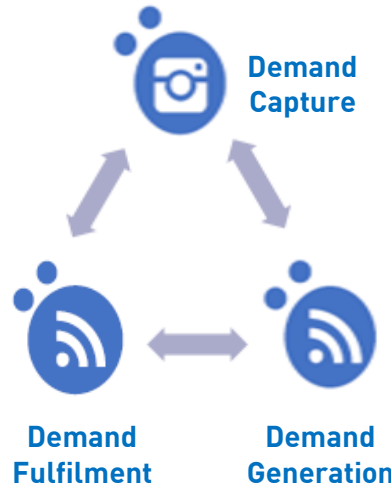 Demand
Capture
Demand
Fulfilment
Demand
Generation